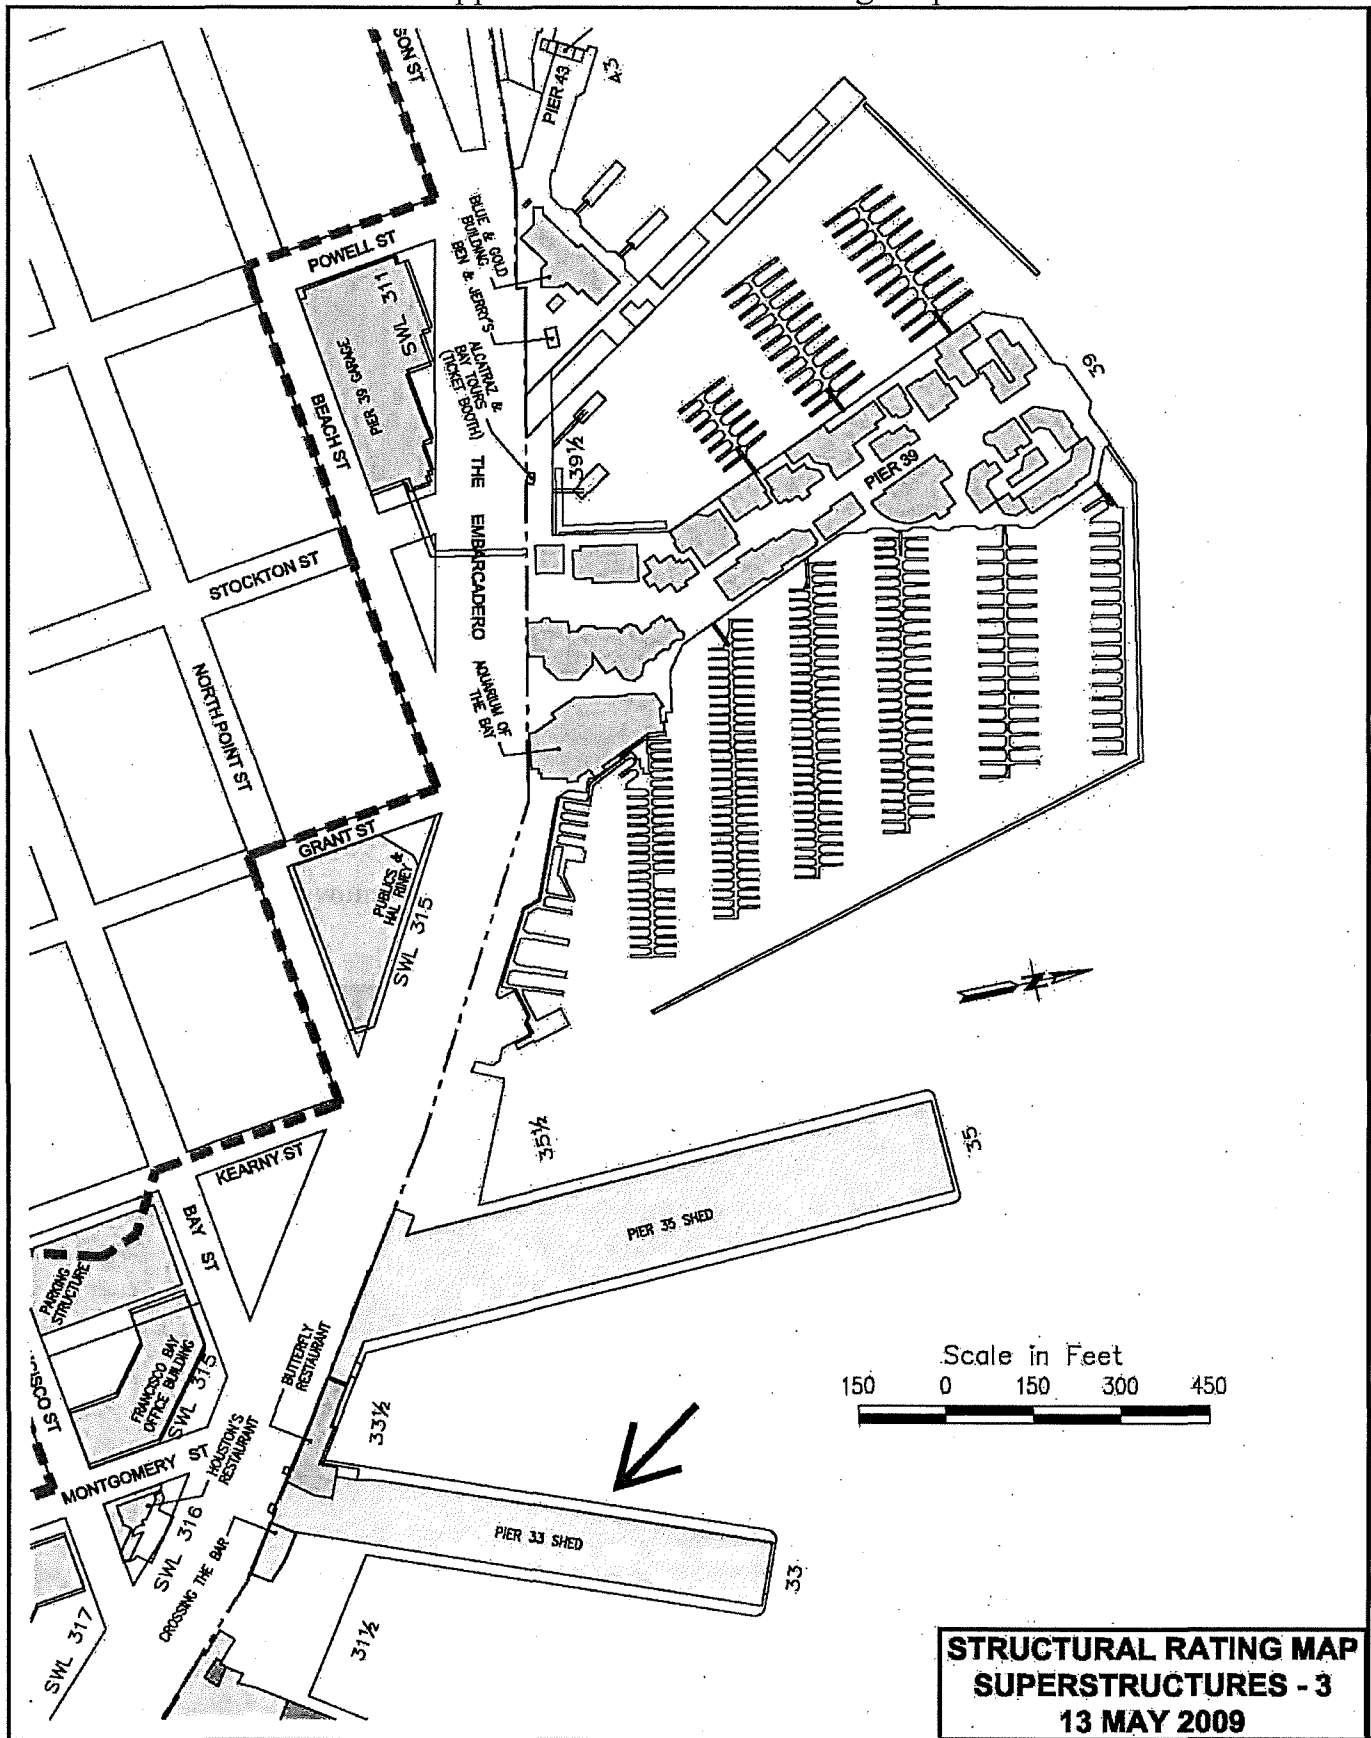 PIER 43
43
POWELL ST
BLUE & GOLD
BUILDING
BEN & JERRY'S
ALCATRAZ &
BAY TOURS
(TICKET BOOTH)
SWL 311
PIER 39 GARAGE
BEACH ST
39½
39
PIER 39
THE EMBARCADERO
STOCKTON ST
AQUARIUM OF
THE BAY
NORTH POINT ST
GRANT ST
PUBLICS &
HAL RINEY
SWL 315
N
35½
35
KEARNY ST
PIER 35 SHED
BAY ST
PARKING
STRUCTURE
FRANCISCO BAY
OFFICE BUILDING
SWL 315
BUTTERFLY
RESTAURANT
Scale in Feet
150 0 150 300 450
33½
HOUSTON'S
RESTAURANT
MONTGOMERY ST
PIER 33 SHED
33
SWL 316
CROSSING THE BAR
31½
SWL 317
STRUCTURAL RATING MAP
SUPERSTRUCTURES - 3
13 MAY 2009